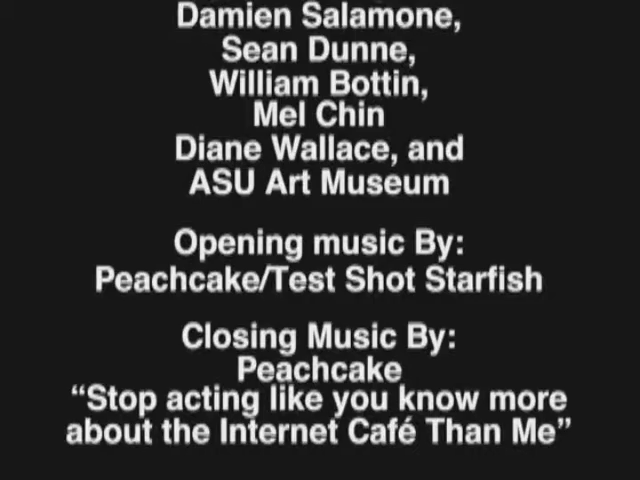 Damien Salamone,
Sean Dunne,
William Bottin,
Mel Chin
Diane Wallace, and
ASU Art Museum
Opening music By:
Peachcake/Test Shot Starfish
Closing Music By:
Peachcake
“Stop acting like you know more
about the Internet Café Than Me”